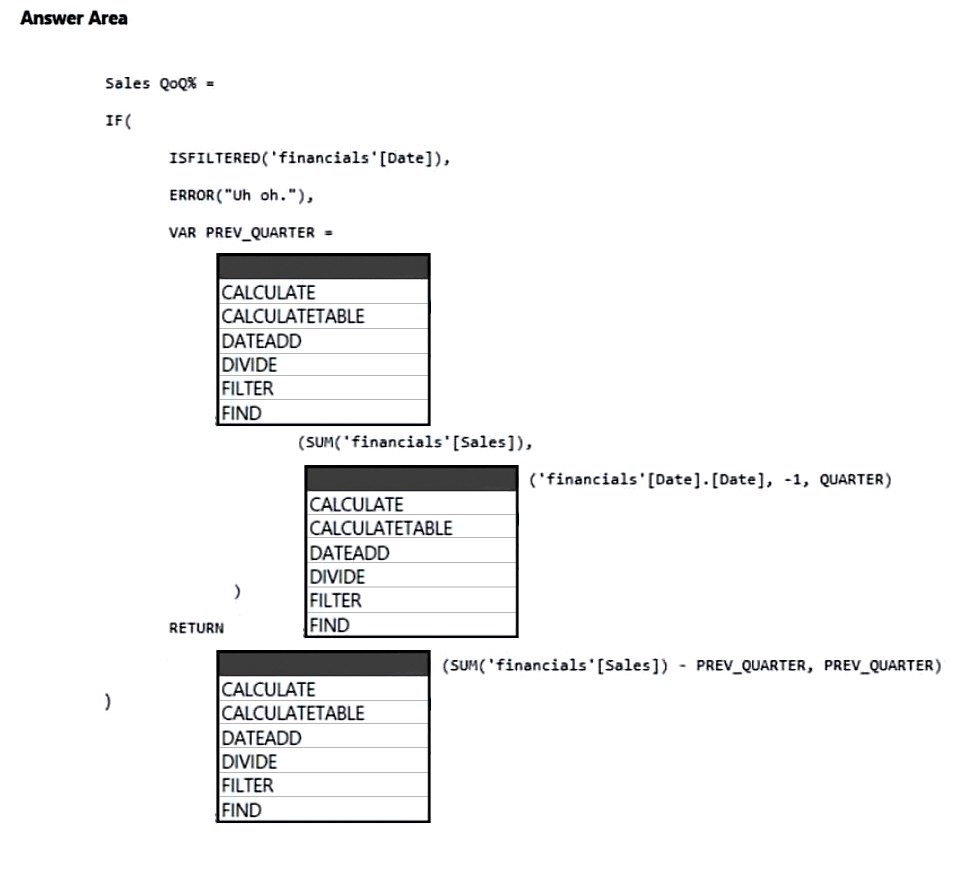 Answer Area
Sales QoQ% =
IF(
ISFILTERED('financials'[Date]),
ERROR("Uh oh."),
VAR PREV_QUARTER =
CALCULATE
CALCULATETABLE
DATEADD
DIVIDE
FILTER
FIND
(SUM('financials'[Sales]),
('financials'[Date].[Date], -1, QUARTER)
CALCULATE
CALCULATETABLE
DATEADD
DIVIDE
FILTER
FIND
)
RETURN
(SUM('financials'[Sales]) - PREV_QUARTER, PREV_QUARTER)
CALCULATE
CALCULATETABLE
DATEADD
DIVIDE
FILTER
FIND
)